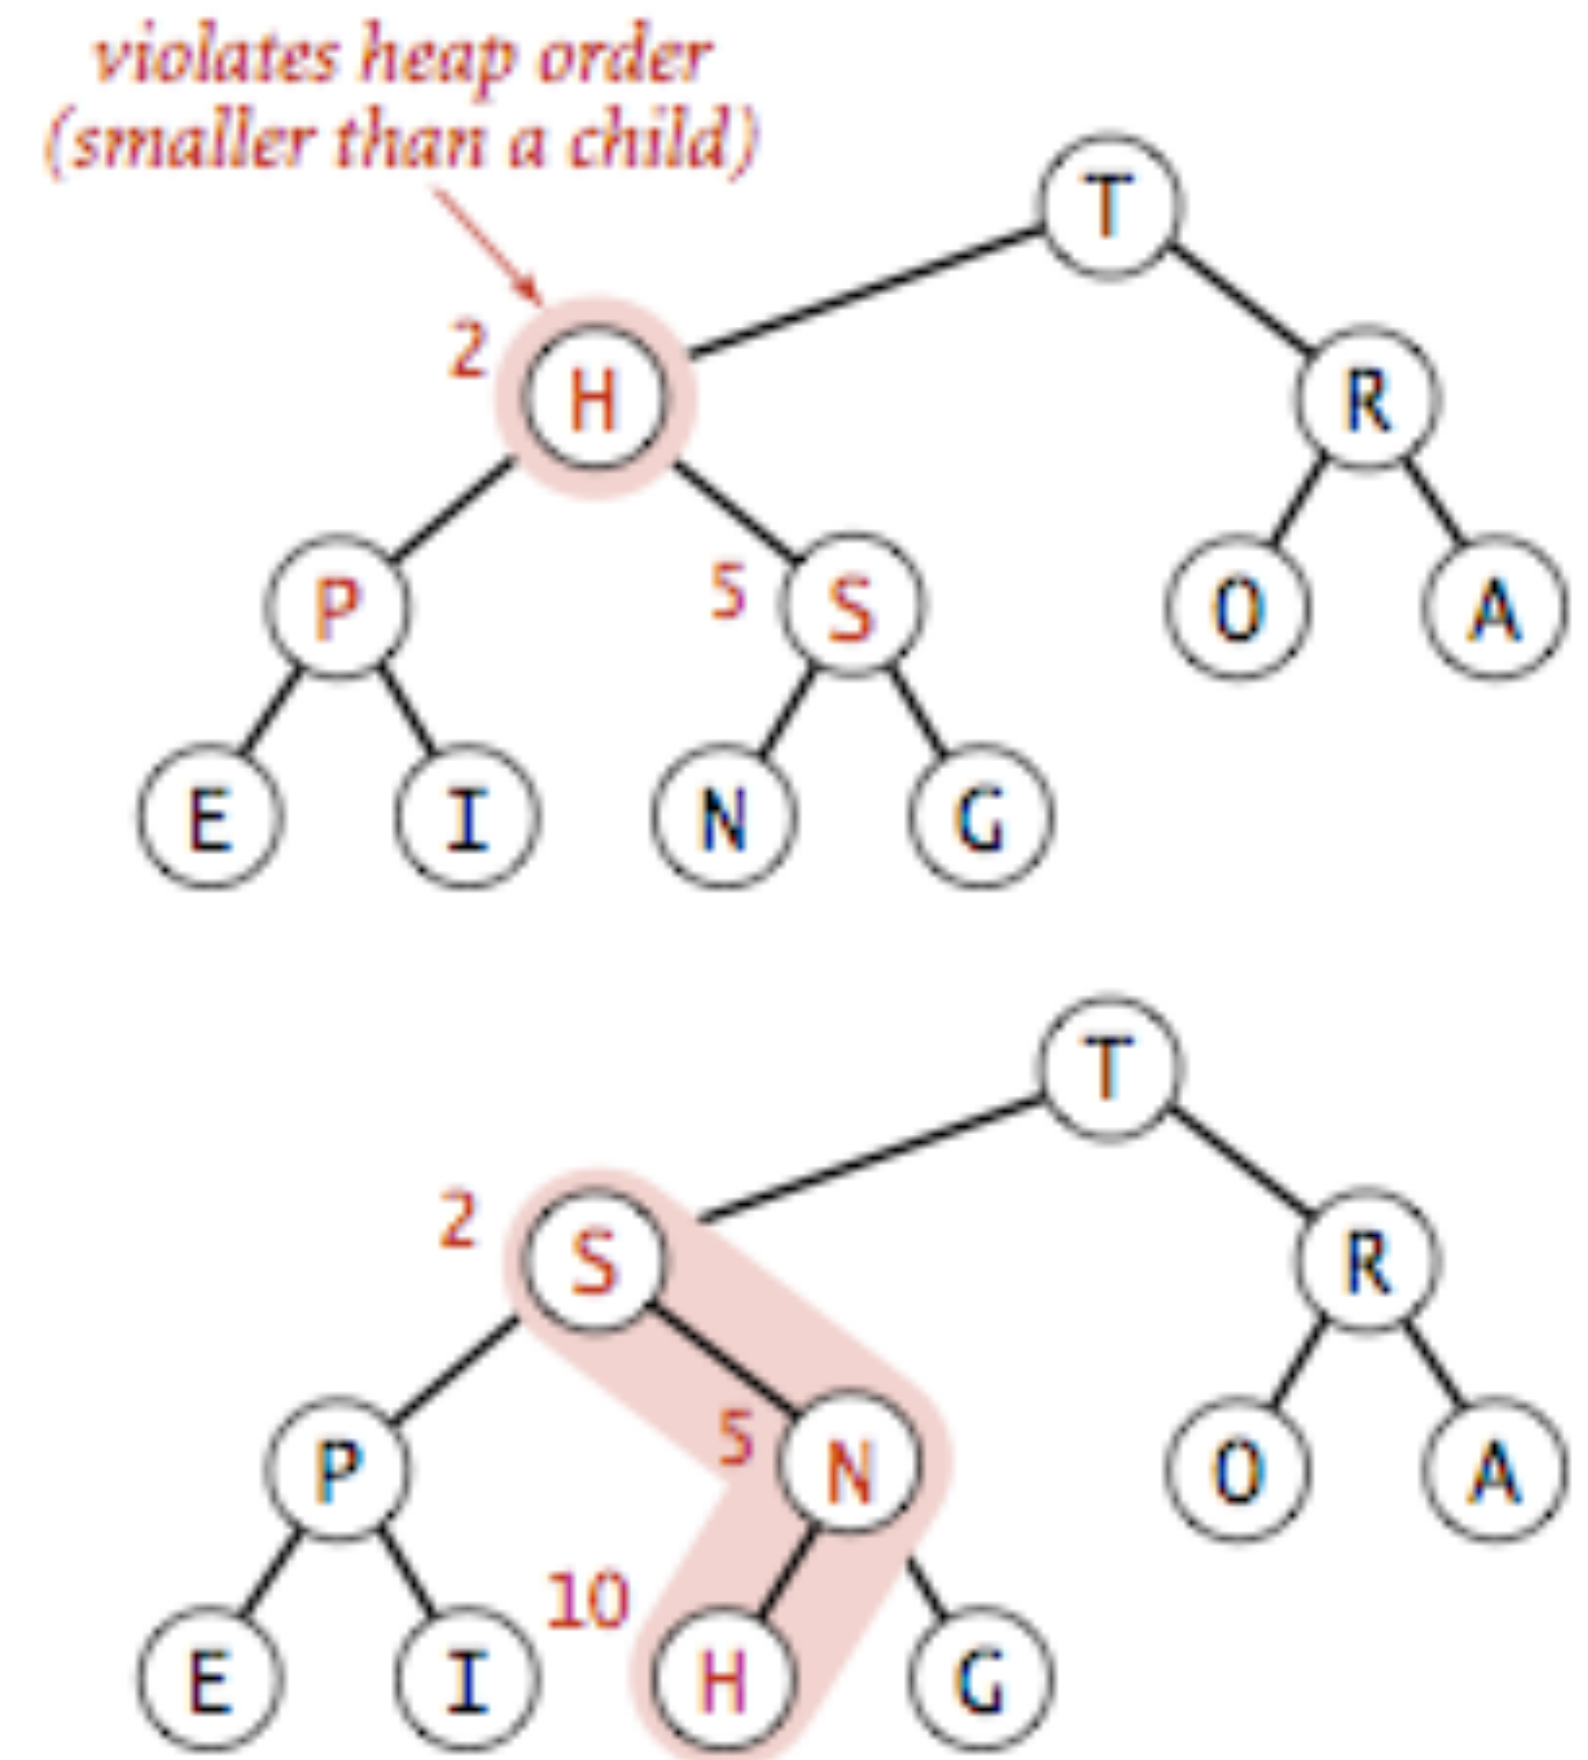 violates heap order
(smaller than a child)
T
2 H R
P 5 S O A
E I N G
T
2 S R
P 5 N O A
E I 10 H G